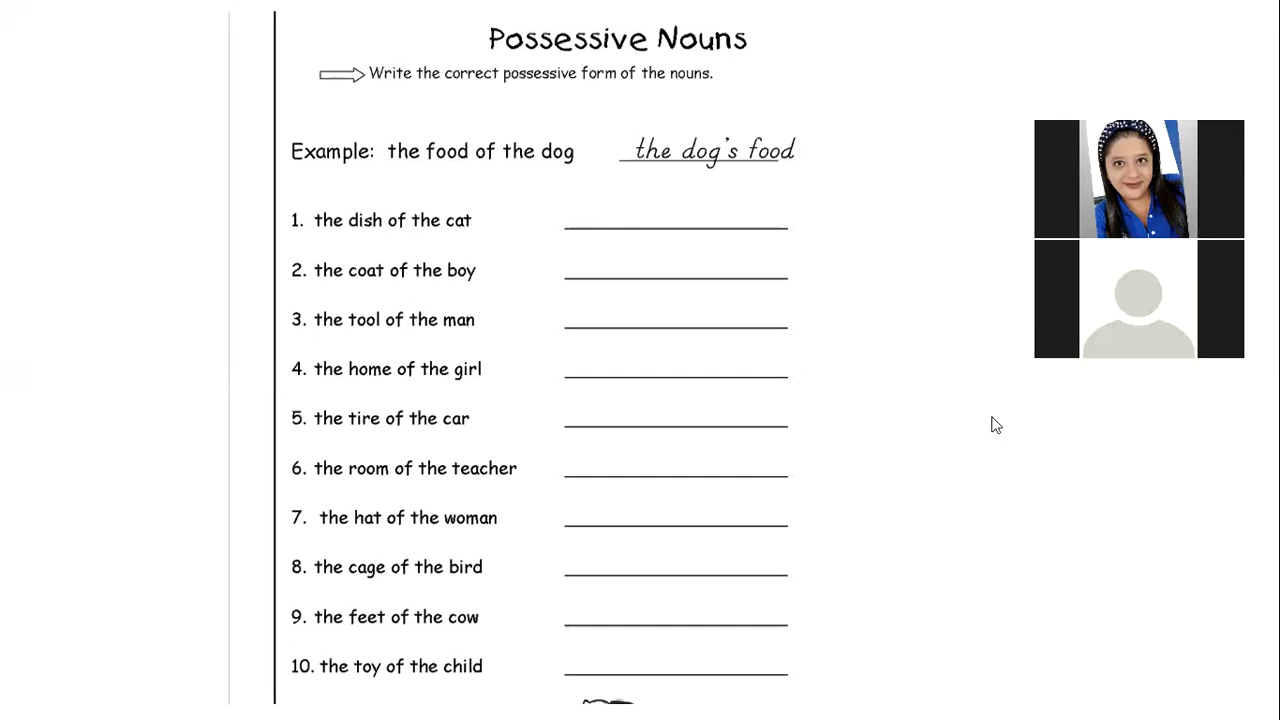 Possessive Nouns
Write the correct possessive form of the nouns.
Example: the food of the dog the dog's food
1. the dish of the cat
2. the coat of the boy
3. the tool of the man
4. the home of the girl
5. the tire of the car
6. the room of the teacher
7. the hat of the woman
8. the cage of the bird
9. the feet of the cow
10. the toy of the child